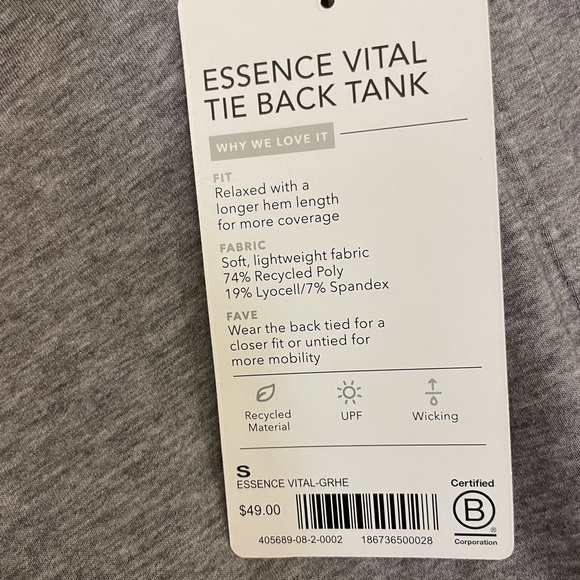 ESSENCE VITAL
TIE BACK TANK
WHY WE LOVE IT
FIT
Relaxed with a
longer hem length
for more coverage
FABRIC
Soft, lightweight fabric
74% Recycled Poly
19% Lyocell/7% Spandex
FAVE
Wear the back tied for a
closer fit or untied for
more mobility
Recycled
Material
UPF
Wicking
S
ESSENCE VITAL-GRHE
$49.00
405689-08-2-0002 186736500028
Certified
B
®
Corporation